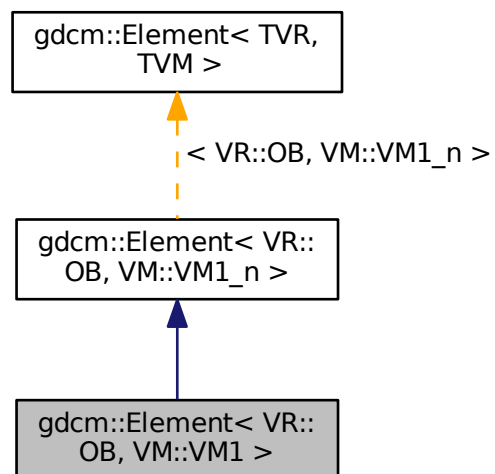 gdcm::Element< TVR,
TVM >
< VR::OB, VM::VM1_n >
gdcm::Element< VR::
OB, VM::VM1_n >
gdcm::Element< VR::
OB, VM::VM1 >